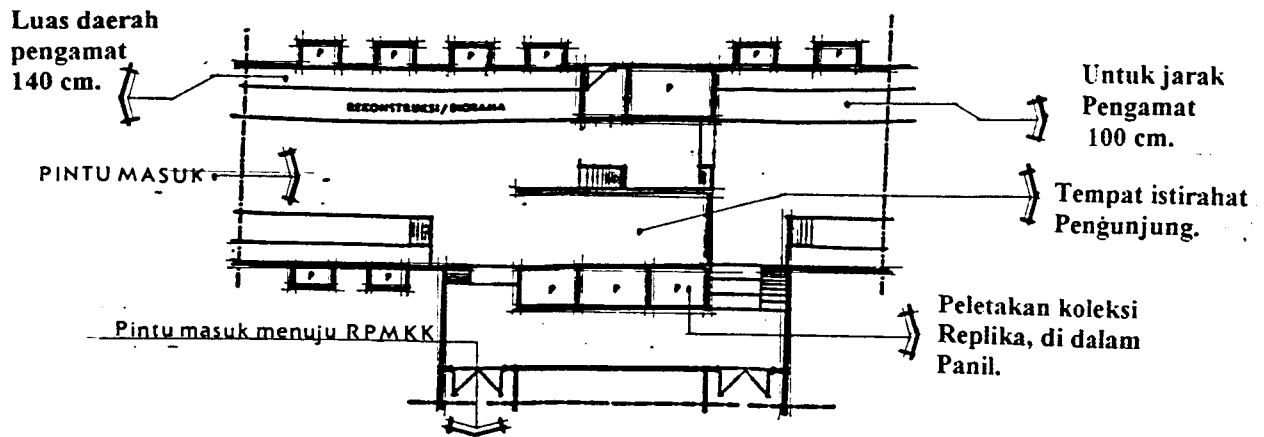 Luas daerah
pengamat
140 cm.
P P P P P P
P
REKONSTRUKSI/DIORAMA
Untuk jarak
Pengamat
100 cm.
PINTU MASUK
Tempat istirahat
Pengunjung.
P P P P P
Pintu masuk menuju RPMKK
Peletakan koleksi
Replika, di dalam
Panil.